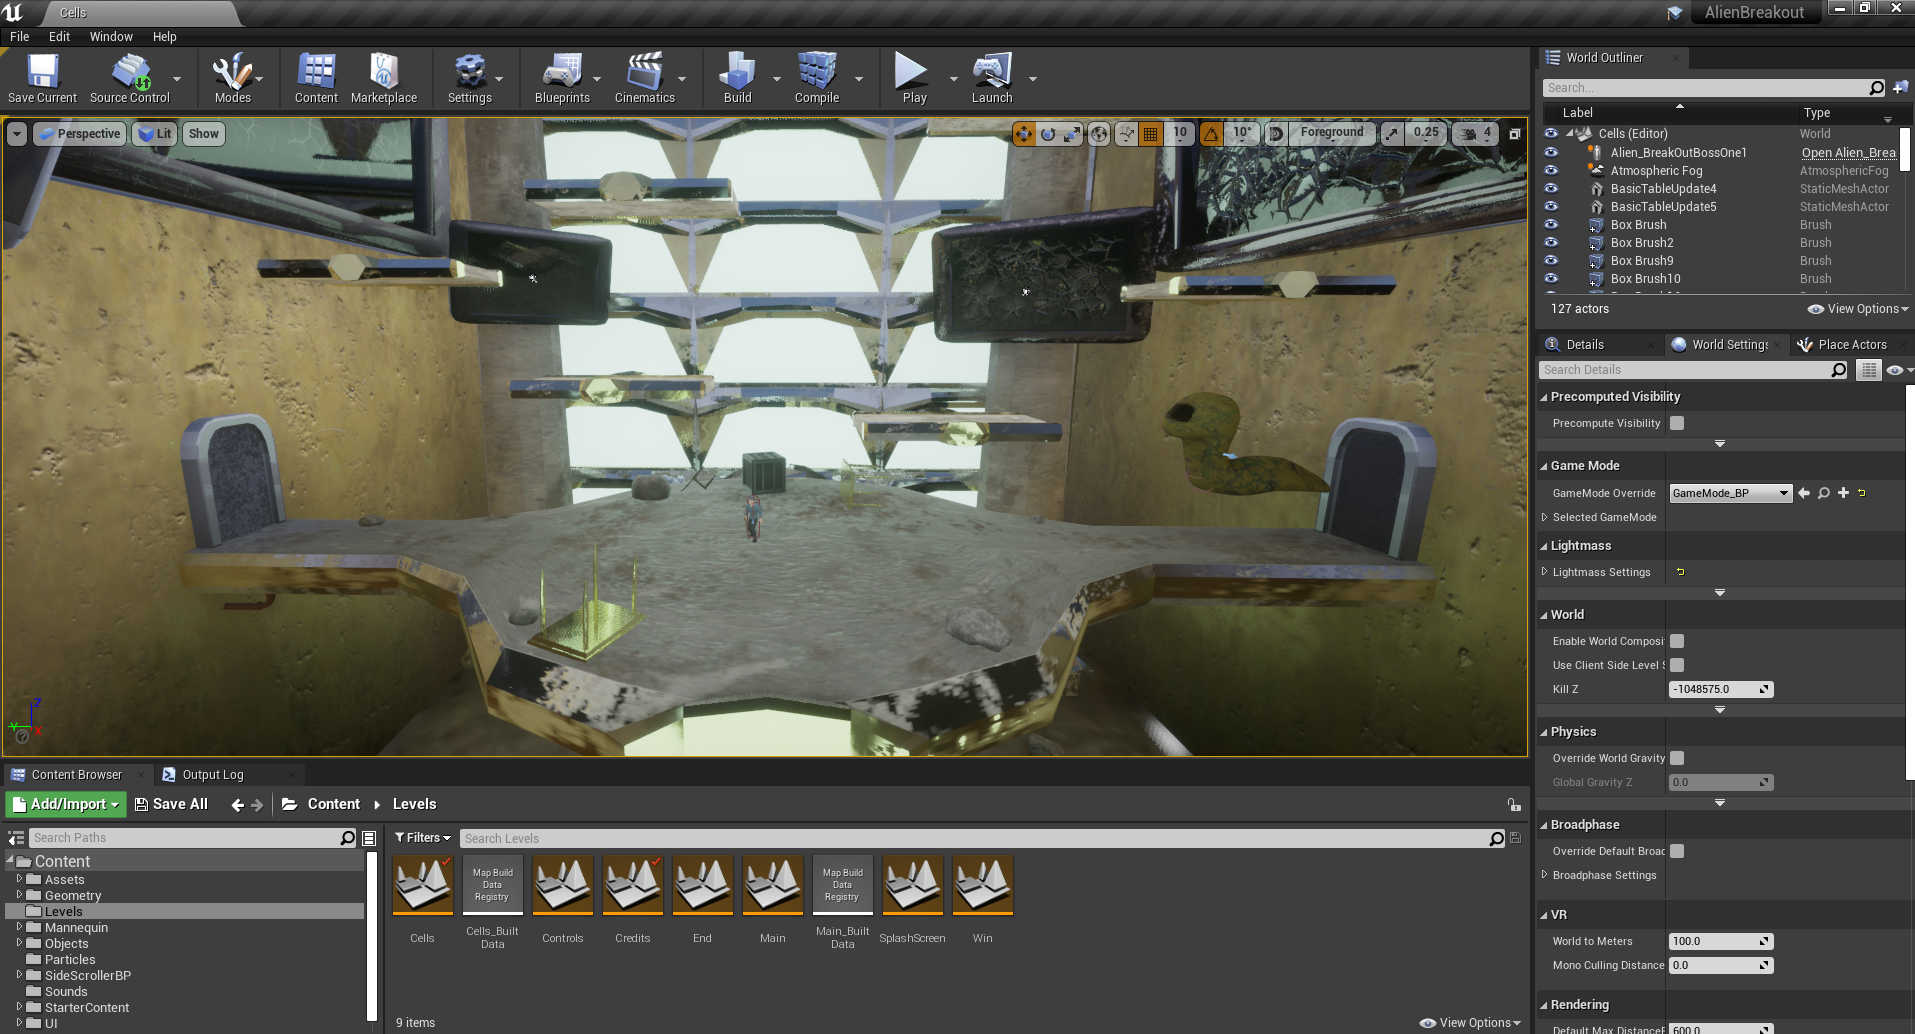 Cells
AlienBreakout
File Edit Window Help
Save Current
Source Control
Modes
Content
Marketplace
Settings
Blueprints
Cinematics
Build
Compile
Play
Launch
Perspective
Lit
Show
10
10°
Foreground
0.25
4
Z
Y
X
World Outliner
Search...
Label Type
Cells (Editor) World
Alien_BreakOutBossOne1 Open Alien_Brea
Atmospheric Fog AtmosphericFog
BasicTableUpdate4 StaticMeshActor
BasicTableUpdate5 StaticMeshActor
Box Brush Brush
Box Brush2 Brush
Box Brush9 Brush
Box Brush10 Brush
127 actors
View Options
Details
World Settings
Place Actors
Search Details
Precomputed Visibility
Precompute Visibility
Game Mode
GameMode Override GameMode_BP
Selected GameMode
Lightmass
Lightmass Settings
World
Enable World Composi
Use Client Side Level S
Kill Z -1048575.0
Physics
Override World Gravity
Global Gravity Z 0.0
Broadphase
Override Default Broad
Broadphase Settings
VR
World to Meters 100.0
Mono Culling Distance 0.0
Rendering
Default Max DistanceF 600.0
Content Browser
Output Log
Add/Import
Save All
Content
Levels
Search Paths
Filters
Search Levels
Content
Assets
Geometry
Levels
Mannequin
Objects
Particles
SideScrollerBP
Sounds
StarterContent
UI
Map Build
Data
Registry
Map Build
Data
Registry
Cells
Cells_Built
Data
Controls
Credits
End
Main
Main_Built
Data
SplashScreen
Win
9 items
View Options